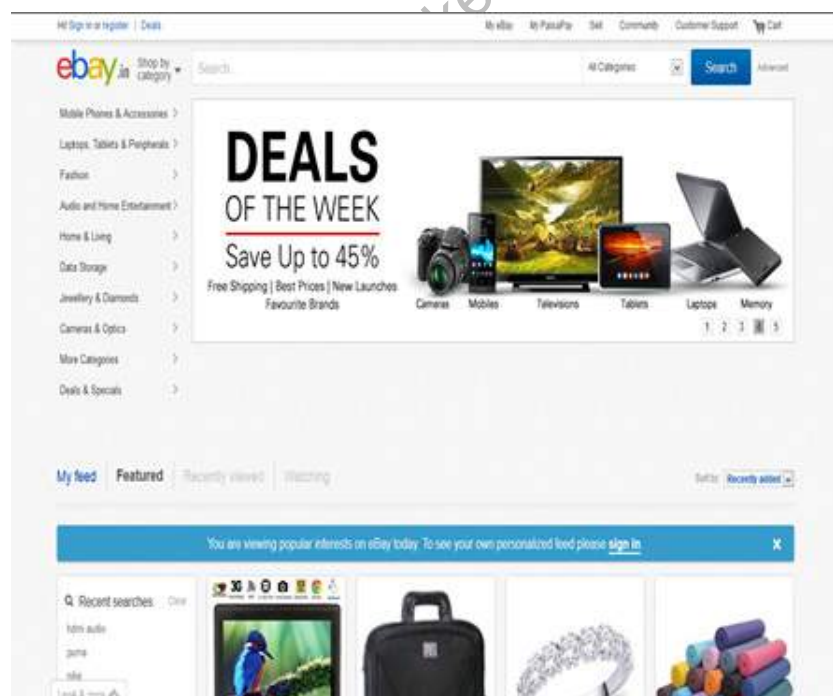 Hi! Sign in or register | Deals
My eBay My PaisaPay Sell Community Customer Support Cart
ebay.in Shop by category Search All Categories Search Advanced
Mobile Phones & Accessories
Laptops, Tablets & Peripherals
Fashion
Audio and Home Entertainment
Home & Living
Data Storage
Jewellery & Diamonds
Cameras & Optics
More Categories
Deals & Specials
DEALS
OF THE WEEK
Save Up to 45%
Free Shipping | Best Prices | New Launches
Favourite Brands
Cameras Mobiles Televisions Tablets Laptops Memory
1 2 3 4 5
My feed Featured Recently viewed Watching
Sort by Recently added
You are viewing popular interests on eBay today. To see your own personalized feed please sign in x
Recent searches Clear
hdmi audio
puma
nike
3G